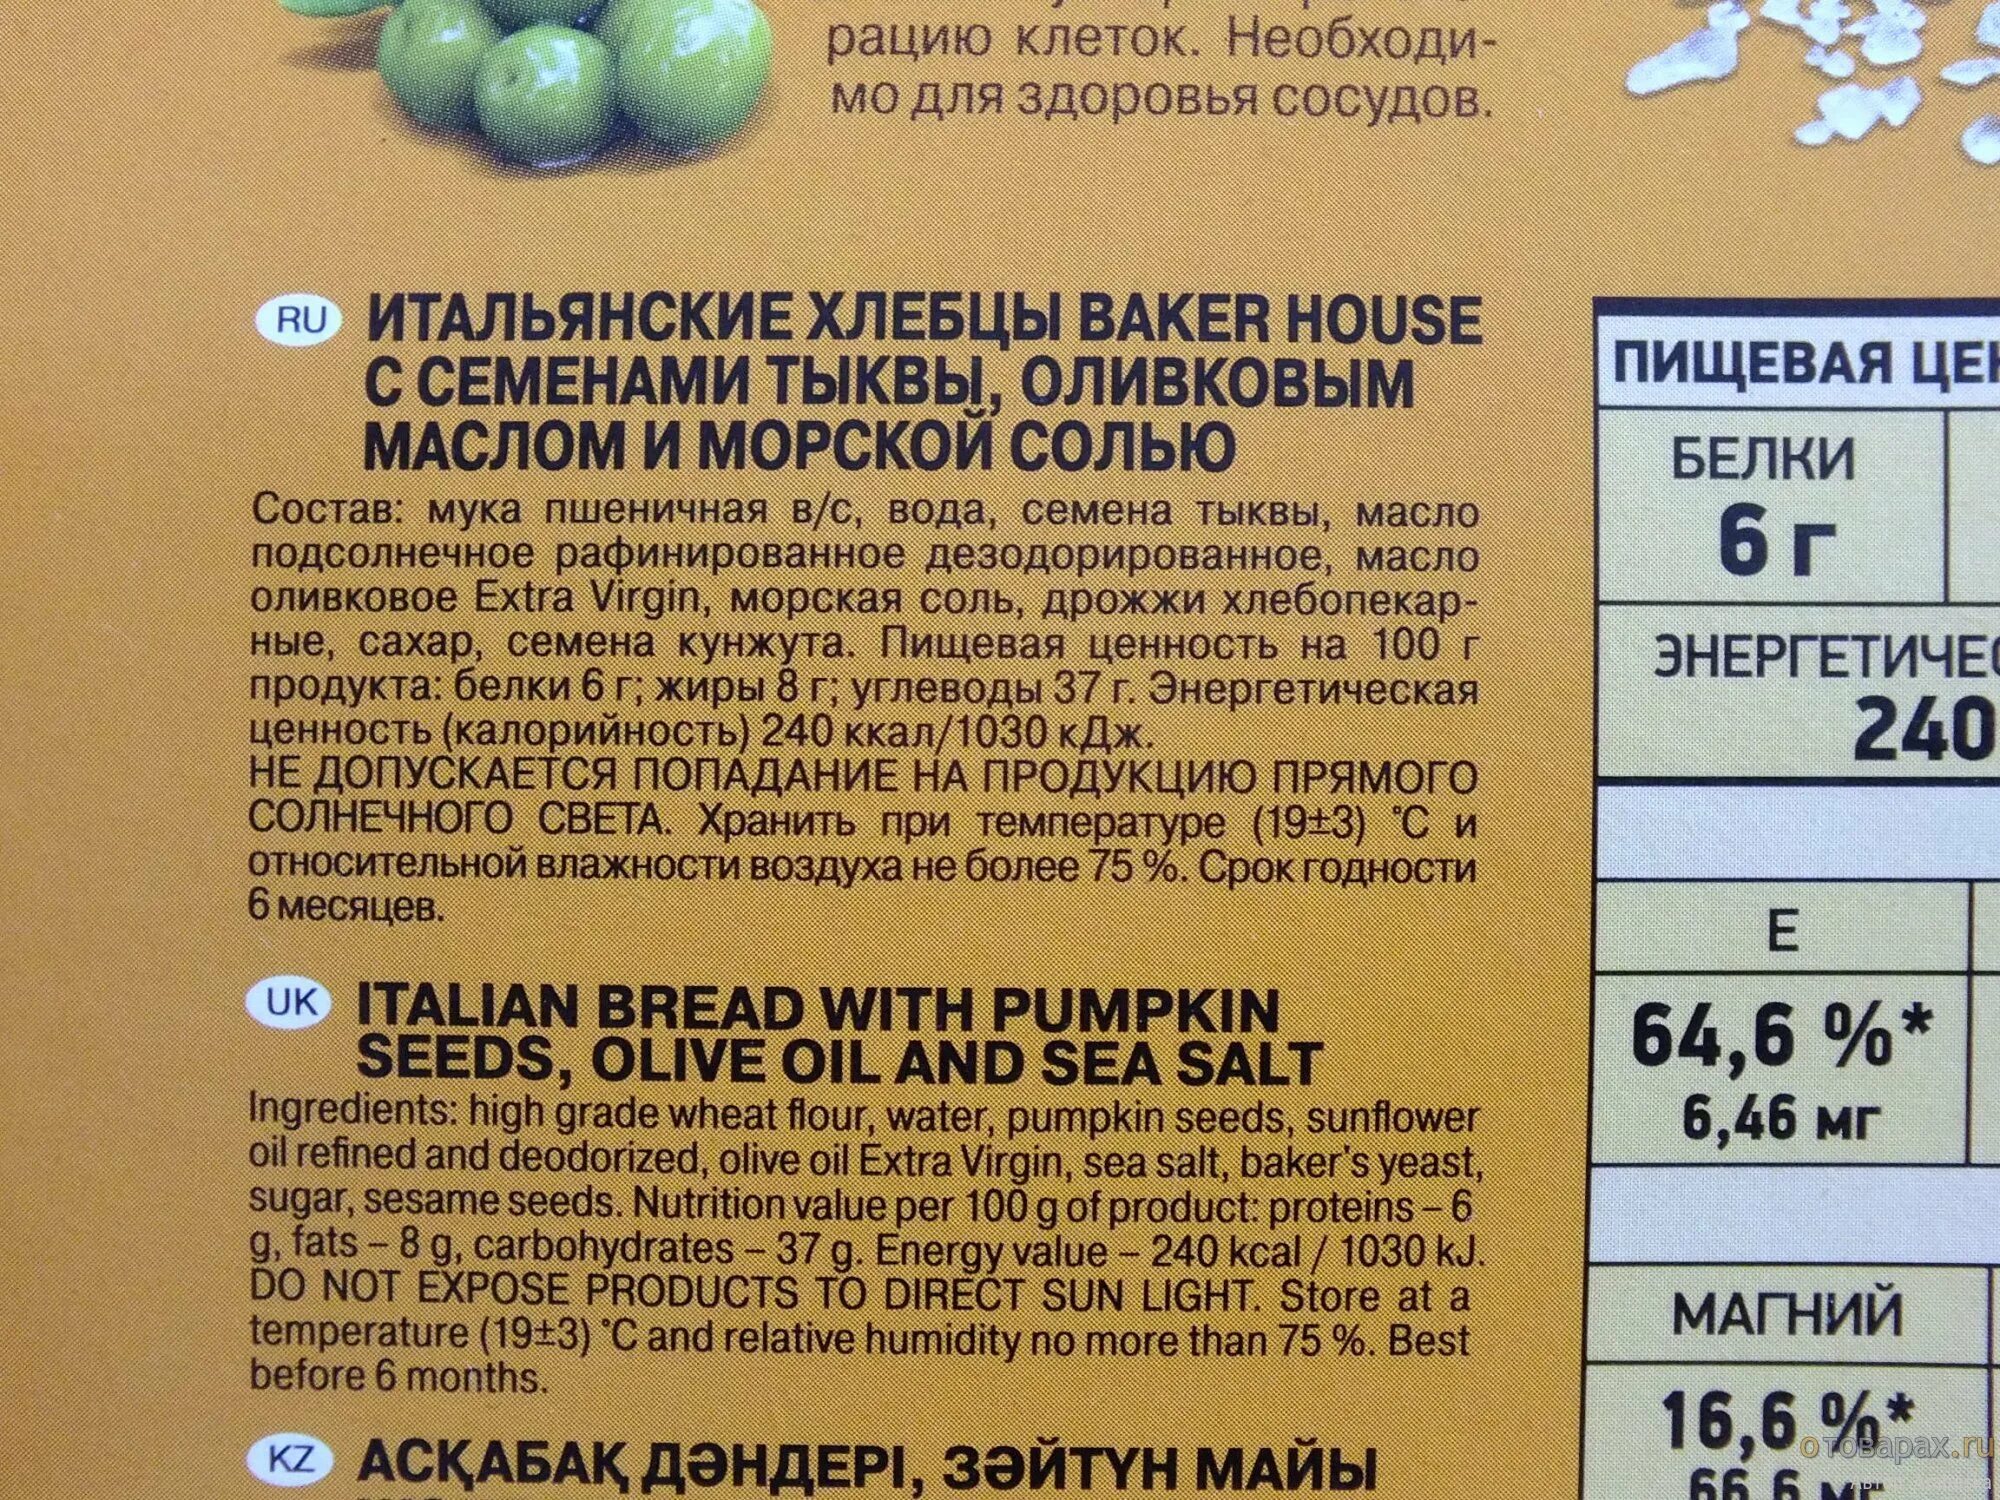 рацию клеток. Необходи-
мо для здоровья сосудов.
RU ИТАЛЬЯНСКИЕ ХЛЕБЦЫ BAKER HOUSE
С СЕМЕНАМИ ТЫКВЫ, ОЛИВКОВЫМ
МАСЛОМ И МОРСКОЙ СОЛЬЮ
Состав: мука пшеничная в/с, вода, семена тыквы, масло
подсолнечное рафинированное дезодорированное, масло
оливковое Extra Virgin, морская соль, дрожжи хлебопекар-
ные, сахар, семена кунжута. Пищевая ценность на 100 г
продукта: белки 6 г; жиры 8 г; углеводы 37 г. Энергетическая
ценность (калорийность) 240 ккал/1030 кДж.
НЕ ДОПУСКАЕТСЯ ПОПАДАНИЕ НА ПРОДУКЦИЮ ПРЯМОГО
СОЛНЕЧНОГО СВЕТА. Хранить при температуре (19±3) °С и
относительной влажности воздуха не более 75 %. Срок годности
6 месяцев.
UK ITALIAN BREAD WITH PUMPKIN
SEEDS, OLIVE OIL AND SEA SALT
Ingredients: high grade wheat flour, water, pumpkin seeds, sunflower
oil refined and deodorized, olive oil Extra Virgin, sea salt, baker's yeast,
sugar, sesame seeds. Nutrition value per 100 g of product: proteins – 6
g, fats – 8 g, carbohydrates – 37 g. Energy value – 240 kcal / 1030 kJ.
DO NOT EXPOSE PRODUCTS TO DIRECT SUN LIGHT. Store at a
temperature (19±3) °C and relative humidity no more than 75 %. Best
before 6 months.
KZ АСҚАБАҚ ДӘНДЕРІ, ЗӘЙТҮН МАЙЫ
ПИЩЕВАЯ ЦЕН
БЕЛКИ
6 г
ЭНЕРГЕТИЧЕС
240
E
64,6 %*
6,46 мг
МАГНИЙ
16,6 %*
66,6 мг
отоварах.ru